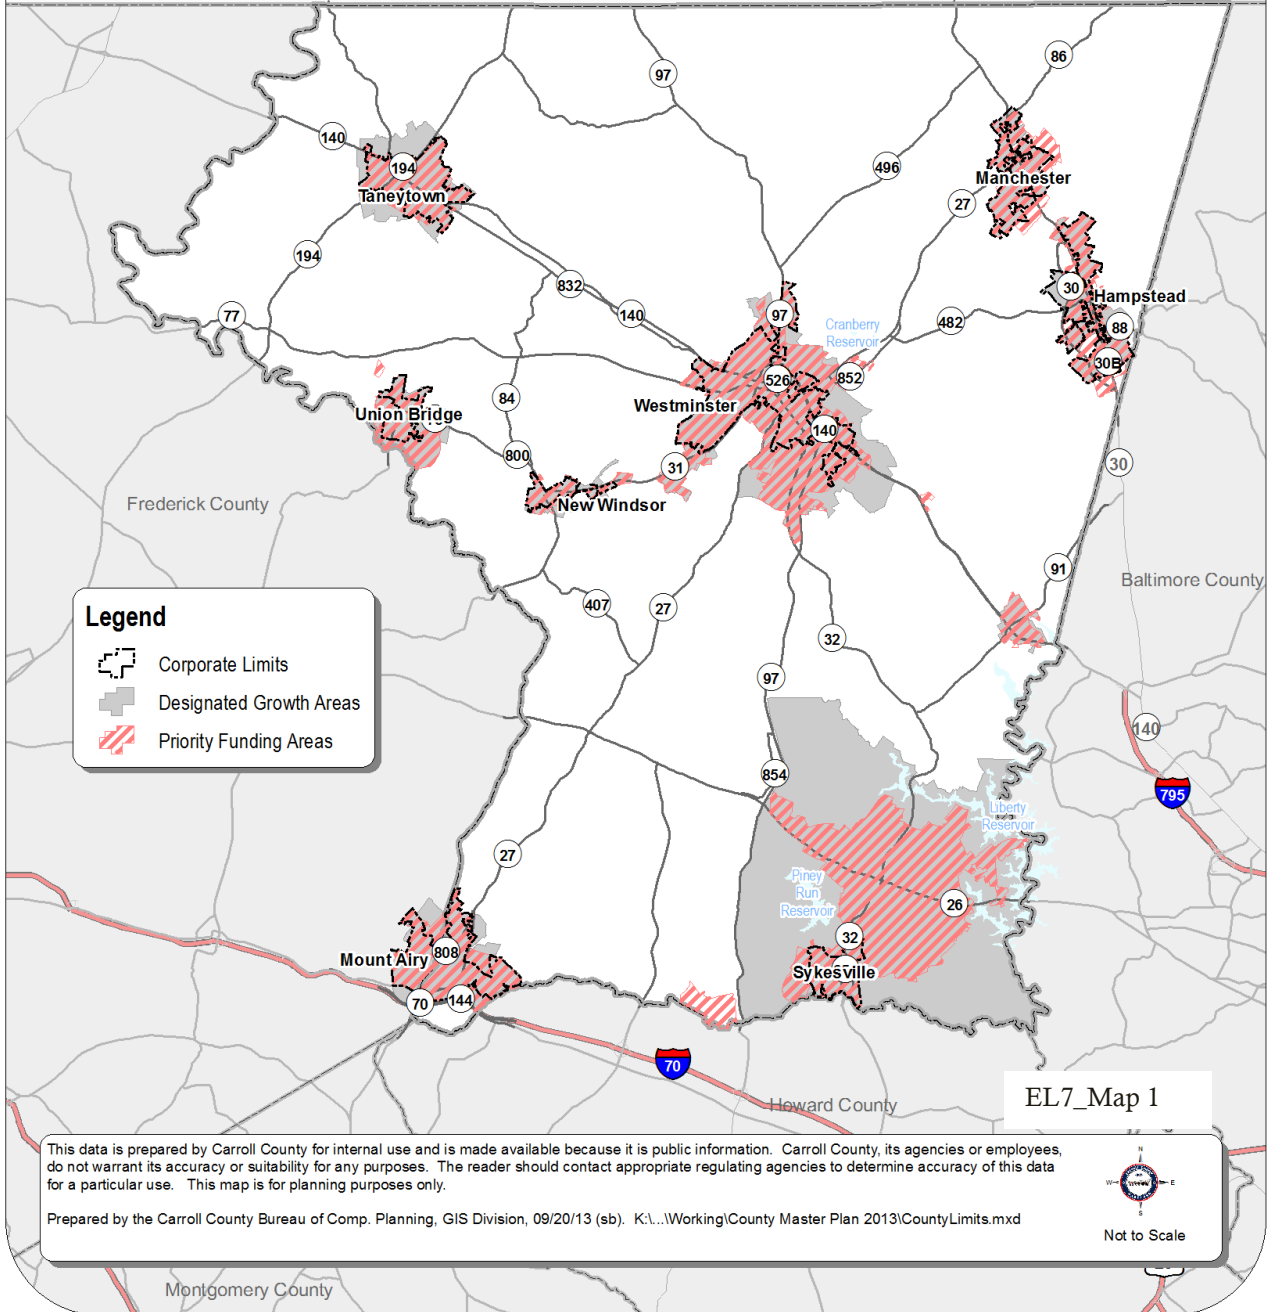 86
97
140
496
194
Manchester
Taneytown
27
194
832
30
Hampstead
77
140
97
482
88
Cranberry
Reservoir
30B
526
852
84
Westminster
Union Bridge
140
800
31
30
New Windsor
Frederick County
91
Baltimore County
407
27
32
Legend
Corporate Limits
Designated Growth Areas
Priority Funding Areas
97
140
854
795
Liberty
Reservoir
27
Piney
Run
Reservoir
26
32
808
Mount Airy
Sykesville
70
144
70
Howard County
EL7_Map 1
This data is prepared by Carroll County for internal use and is made available because it is public information.  Carroll County, its agencies or employees,
do not warrant its accuracy or suitability for any purposes.  The reader should contact appropriate regulating agencies to determine accuracy of this data
for a particular use.   This map is for planning purposes only.
Prepared by the Carroll County Bureau of Comp. Planning, GIS Division, 09/20/13 (sb).  K:\...\Working\County Master Plan 2013\CountyLimits.mxd
N
W
E
S
Not to Scale
Montgomery County